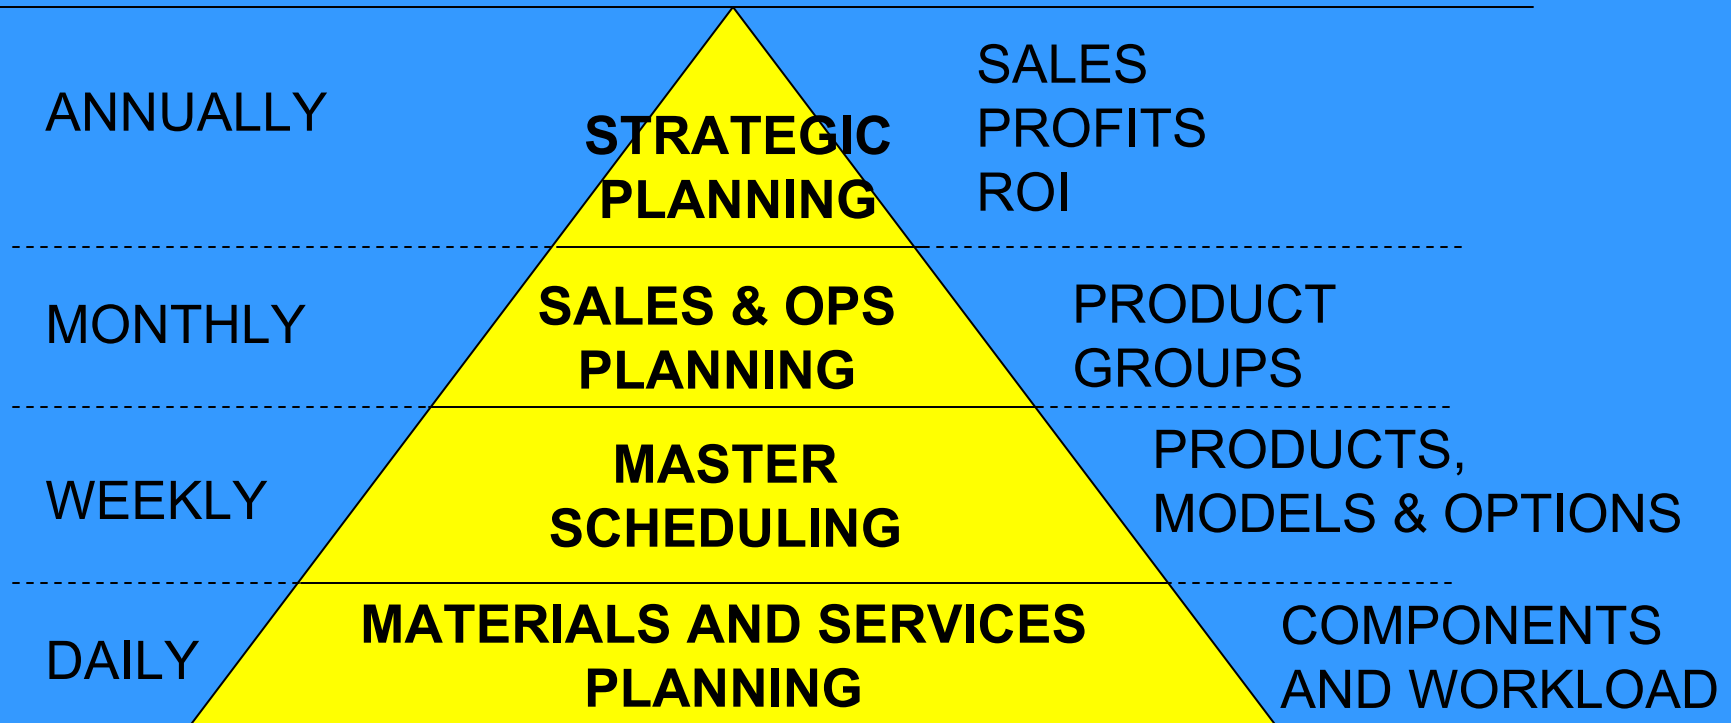 ANNUALLY
STRATEGIC
PLANNING
SALES
PROFITS
ROI
MONTHLY
SALES & OPS
PLANNING
PRODUCT
GROUPS
WEEKLY
MASTER
SCHEDULING
PRODUCTS,
MODELS & OPTIONS
DAILY
MATERIALS AND SERVICES
PLANNING
COMPONENTS
AND WORKLOAD